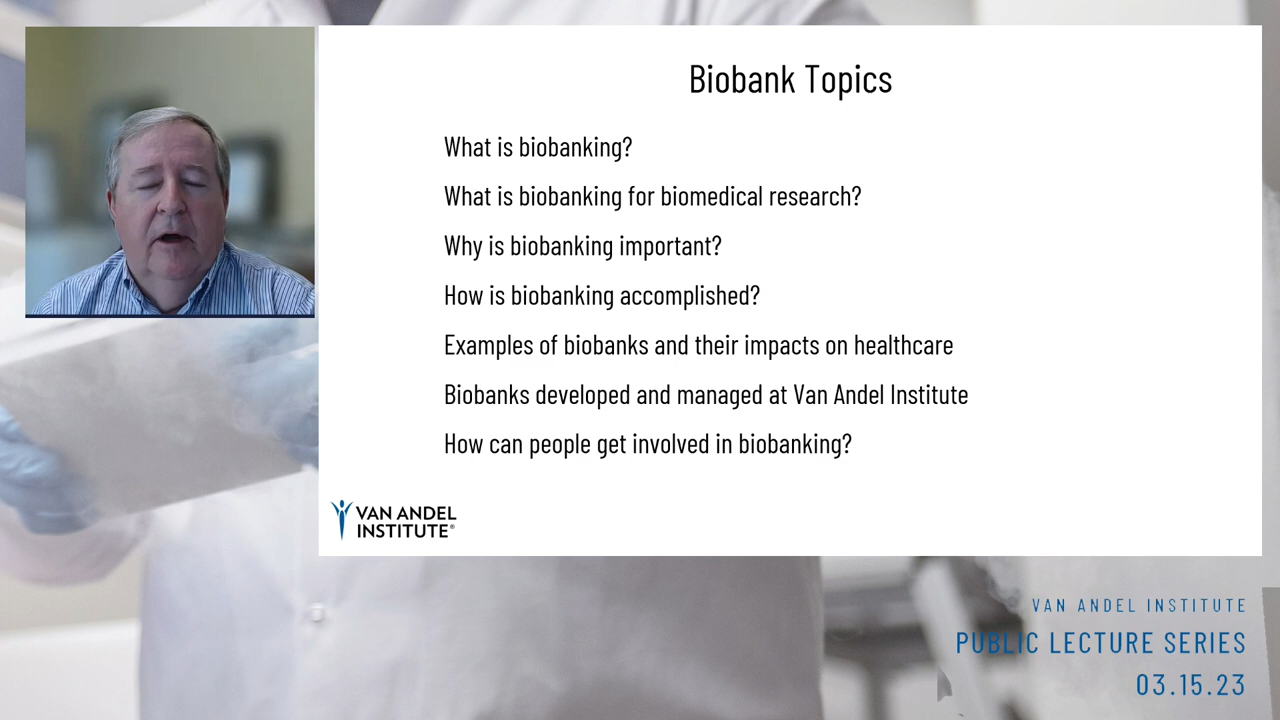 Biobank Topics
What is biobanking?
What is biobanking for biomedical research?
Why is biobanking important?
How is biobanking accomplished?
Examples of biobanks and their impacts on healthcare
Biobanks developed and managed at Van Andel Institute
How can people get involved in biobanking?
VAN ANDEL
INSTITUTE®
VAN ANDEL INSTITUTE
PUBLIC LECTURE SERIES
03.15.23